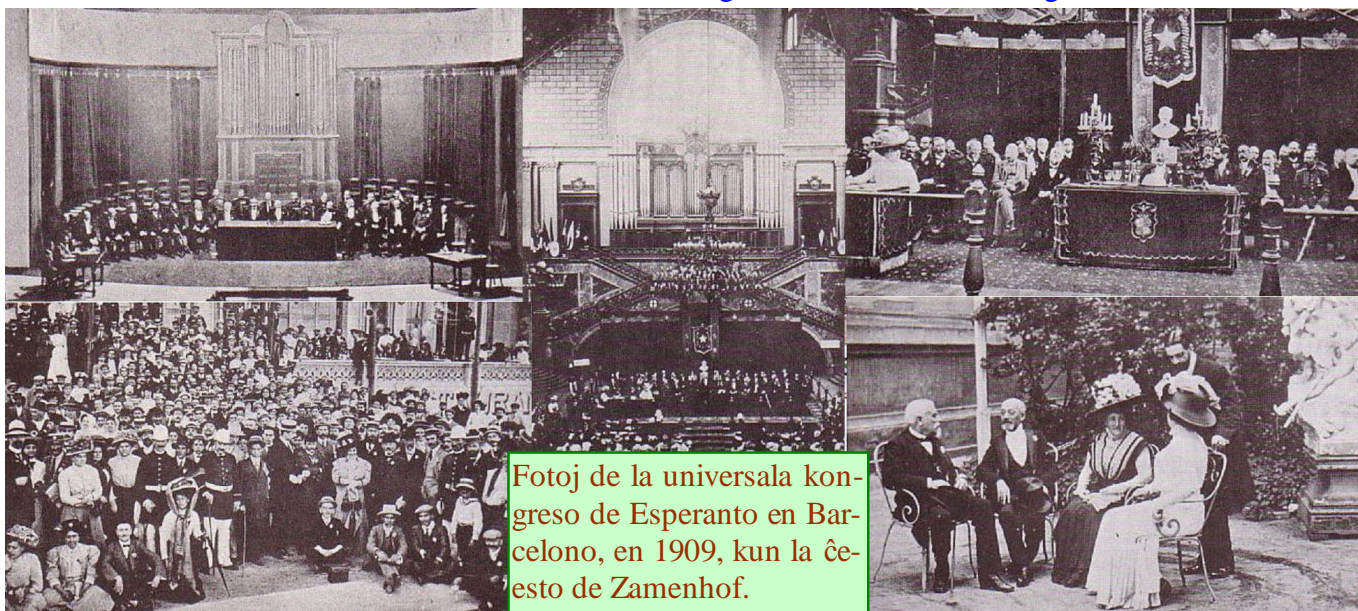 Fotoj de la universala kon-
greso de Esperanto en Bar-
celono, en 1909, kun la ĉe-
esto de Zamenhof.